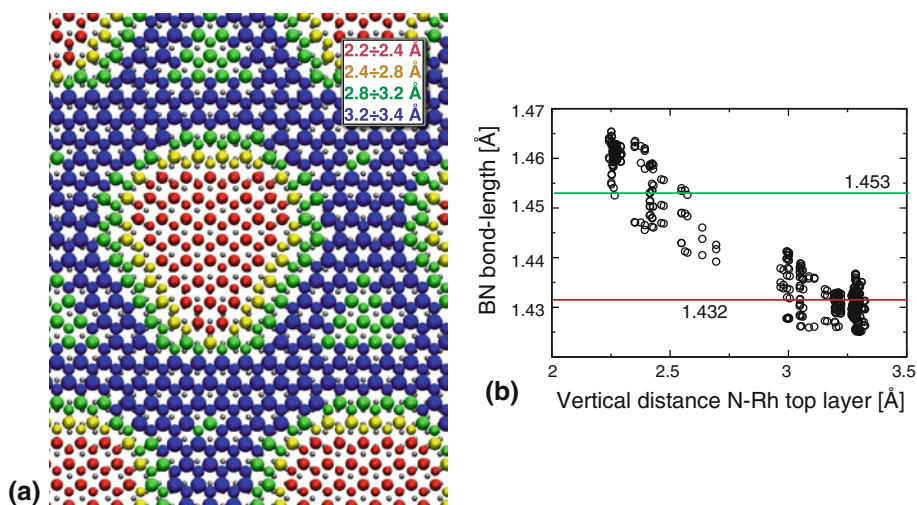 2.2÷2.4 Å
2.4÷2.8 Å
2.8÷3.2 Å
3.2÷3.4 Å
(a)
BN bond-length [Å]
1.47
1.46
1.45
1.44
1.43
1.453
1.432
2
2.5
3
3.5
Vertical distance N-Rh top layer [Å]
(b)